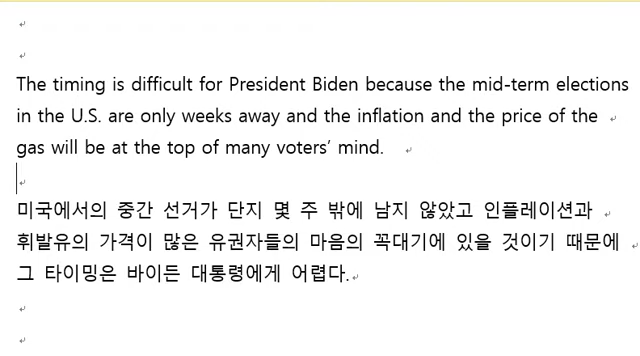 The timing is difficult for President Biden because the mid-term elections
in the U.S. are only weeks away and the inflation and the price of the
gas will be at the top of many voters' mind.
미국에서의 중간 선거가 단지 몇 주 밖에 남지 않았고 인플레이션과
휘발유의 가격이 많은 유권자들의 마음의 꼭대기에 있을 것이기 때문에
그 타이밍은 바이든 대통령에게 어렵다.